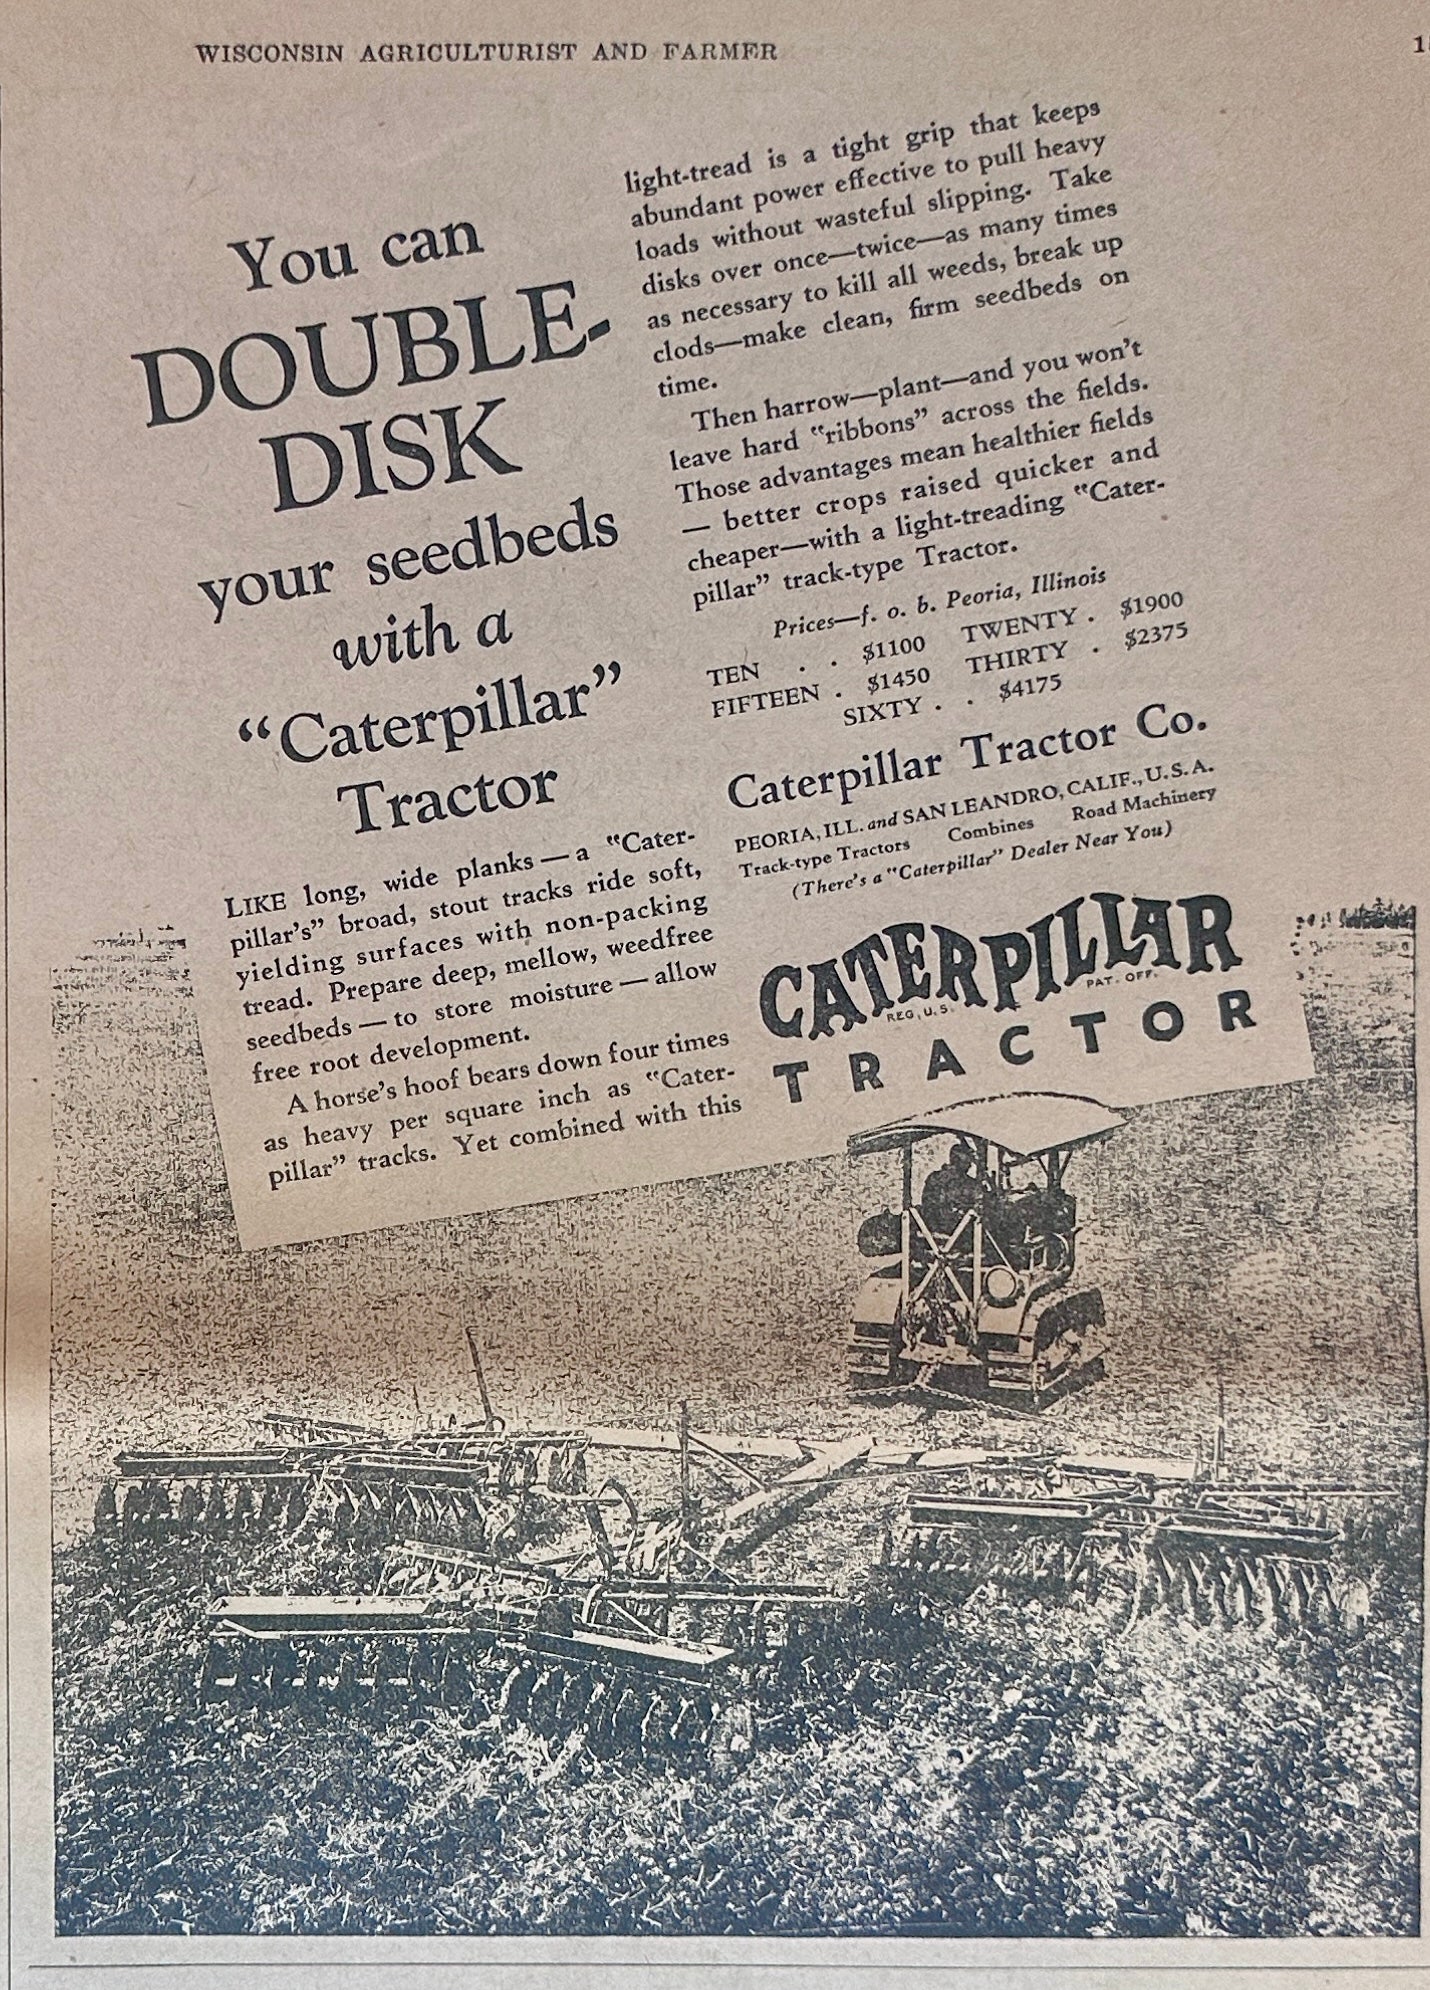 WISCONSIN AGRICULTURIST AND FARMER
You can
DOUBLE-
DISK
your seedbeds
with a
“Caterpillar”
Tractor
LIKE long, wide planks — a “Cater-
pillar's” broad, stout tracks ride soft,
yielding surfaces with non-packing
tread. Prepare deep, mellow, weedfree
seedbeds — to store moisture — allow
free root development.
A horse's hoof bears down four times
as heavy per square inch as “Cater-
pillar” tracks. Yet combined with this
light-tread is a tight grip that keeps
abundant power effective to pull heavy
loads without wasteful slipping. Take
disks over once—twice—as many times
as necessary to kill all weeds, break up
clods—make clean, firm seedbeds on
time.
Then harrow—plant—and you won't
leave hard “ribbons” across the fields.
Those advantages mean healthier fields
— better crops raised quicker and
cheaper—with a light-treading “Cater-
pillar” track-type Tractor.
Prices—f. o. b. Peoria, Illinois
TEN . . $1100 TWENTY . $1900
FIFTEEN . $1450 THIRTY . $2375
SIXTY . . $4175
Caterpillar Tractor Co.
PEORIA, ILL. and SAN LEANDRO, CALIF., U.S.A.
Track-type Tractors Combines Road Machinery
(There's a “Caterpillar” Dealer Near You)
CATERPILLAR
REG. U.S. PAT. OFF.
TRACTOR